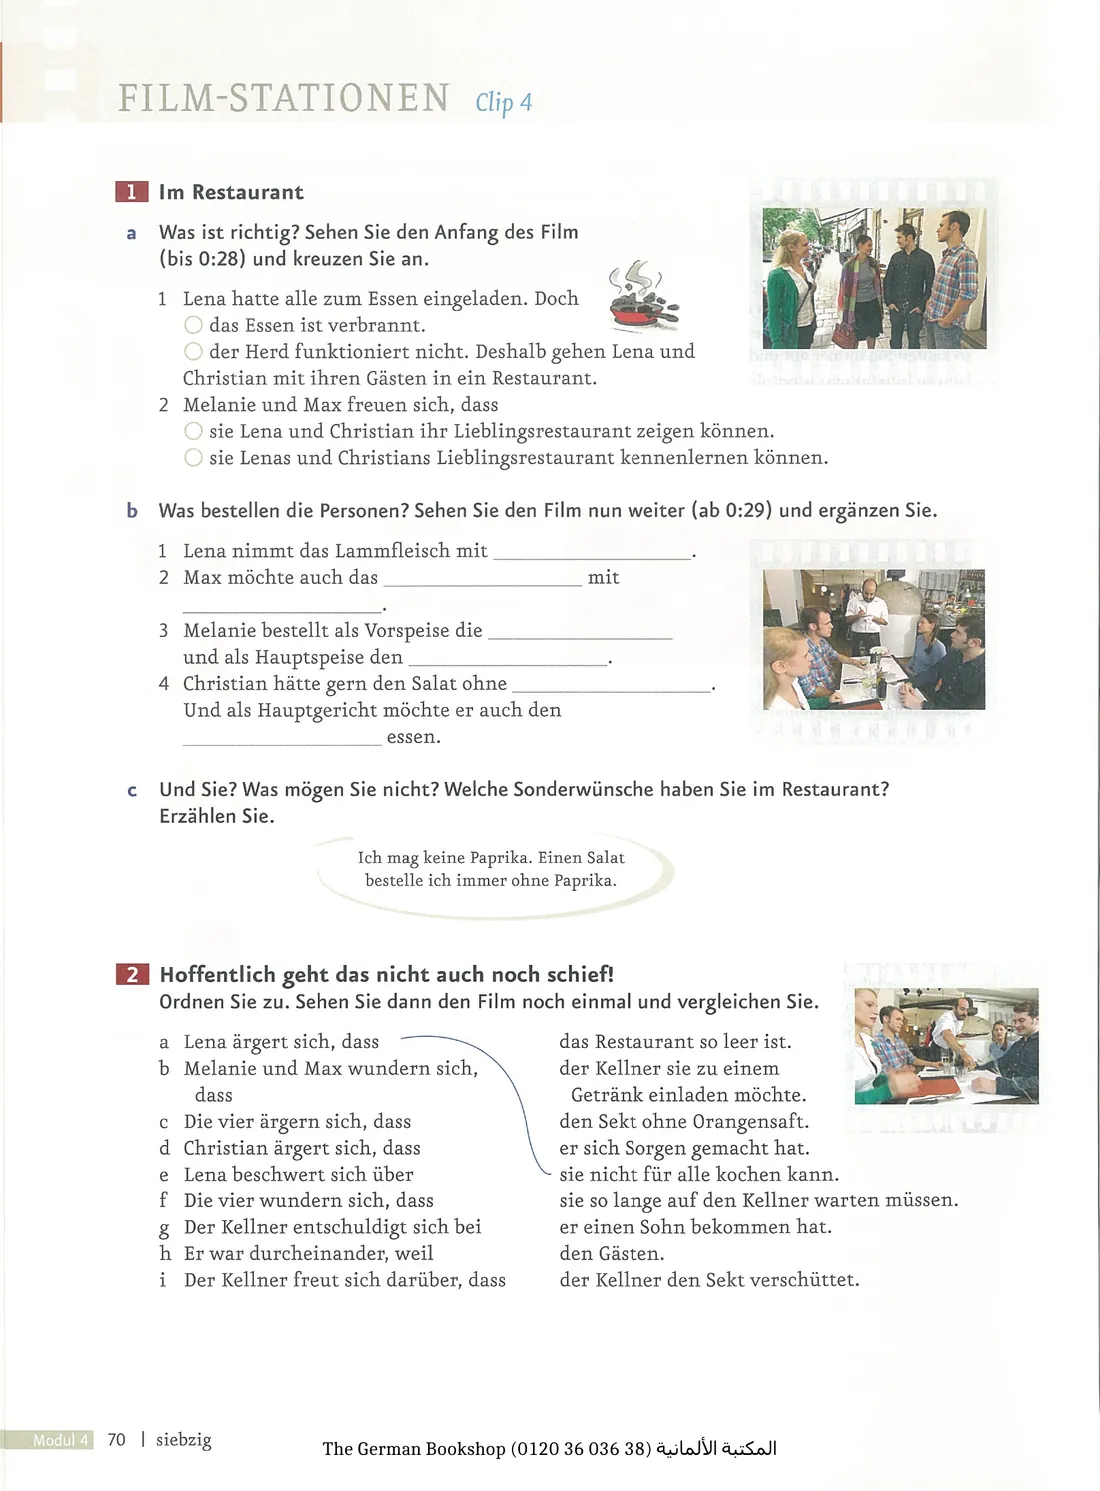 FILM-STATIONEN Clip 4
1 Im Restaurant
a Was ist richtig? Sehen Sie den Anfang des Film
(bis 0:28) und kreuzen Sie an.
1 Lena hatte alle zum Essen eingeladen. Doch
das Essen ist verbrannt.
der Herd funktioniert nicht. Deshalb gehen Lena und
Christian mit ihren Gästen in ein Restaurant.
2 Melanie und Max freuen sich, dass
sie Lena und Christian ihr Lieblingsrestaurant zeigen können.
sie Lenas und Christians Lieblingsrestaurant kennenlernen können.
b Was bestellen die Personen? Sehen Sie den Film nun weiter (ab 0:29) und ergänzen Sie.
1 Lena nimmt das Lammfleisch mit ____________________.
2 Max möchte auch das ____________________ mit
____________________.
3 Melanie bestellt als Vorspeise die ____________________
und als Hauptspeise den ____________________.
4 Christian hätte gern den Salat ohne ____________________.
Und als Hauptgericht möchte er auch den
____________________ essen.
c Und Sie? Was mögen Sie nicht? Welche Sonderwünsche haben Sie im Restaurant?
Erzählen Sie.
Ich mag keine Paprika. Einen Salat
bestelle ich immer ohne Paprika.
2 Hoffentlich geht das nicht auch noch schief!
Ordnen Sie zu. Sehen Sie dann den Film noch einmal und vergleichen Sie.
a Lena ärgert sich, dass
b Melanie und Max wundern sich,
dass
c Die vier ärgern sich, dass
d Christian ärgert sich, dass
e Lena beschwert sich über
f Die vier wundern sich, dass
g Der Kellner entschuldigt sich bei
h Er war durcheinander, weil
i Der Kellner freut sich darüber, dass
das Restaurant so leer ist.
der Kellner sie zu einem
Getränk einladen möchte.
den Sekt ohne Orangensaft.
er sich Sorgen gemacht hat.
sie nicht für alle kochen kann.
sie so lange auf den Kellner warten müssen.
er einen Sohn bekommen hat.
den Gästen.
der Kellner den Sekt verschüttet.
Modul 4 70 | siebzig
The German Bookshop (0120 36 036 38) المكتبة الألمانية